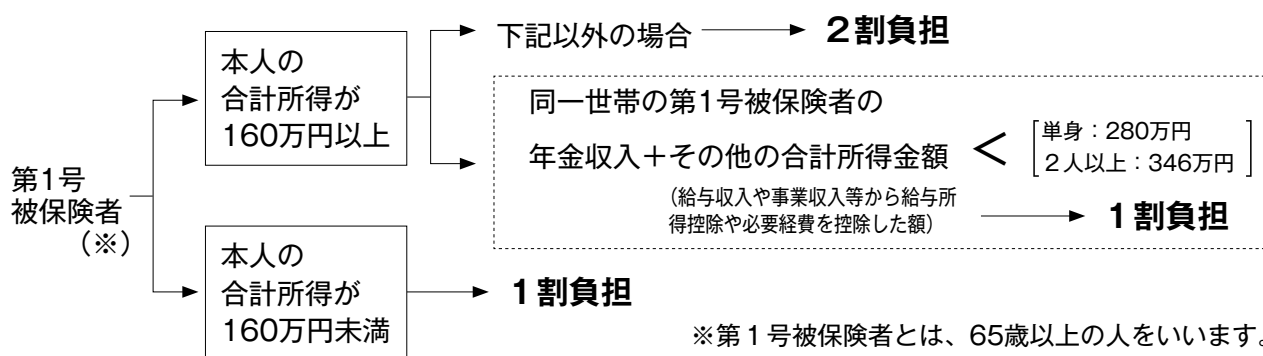 第1号
被保険者
（※）
本人の
合計所得が
160万円以上
下記以外の場合
２割負担
同一世帯の第1号被保険者の
年金収入＋その他の合計所得金額
＜
単身：280万円
２人以上：346万円
（給与収入や事業収入等から給与所
得控除や必要経費を控除した額）
１割負担
本人の
合計所得が
160万円未満
１割負担
※第１号被保険者とは、65歳以上の人をいいます。